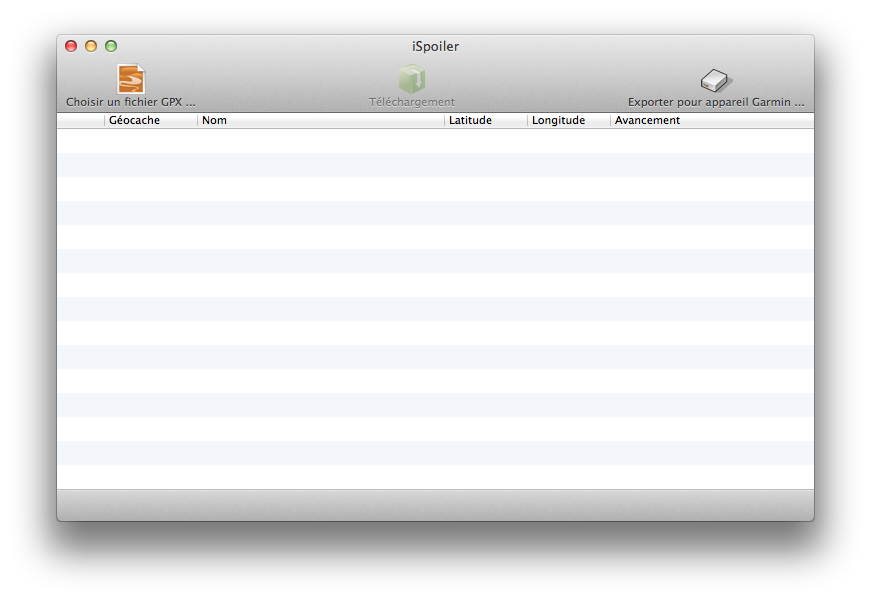 iSpoiler
Choisir un fichier GPX ...
Téléchargement
Exporter pour appareil Garmin ...
Géocache Nom Latitude Longitude Avancement